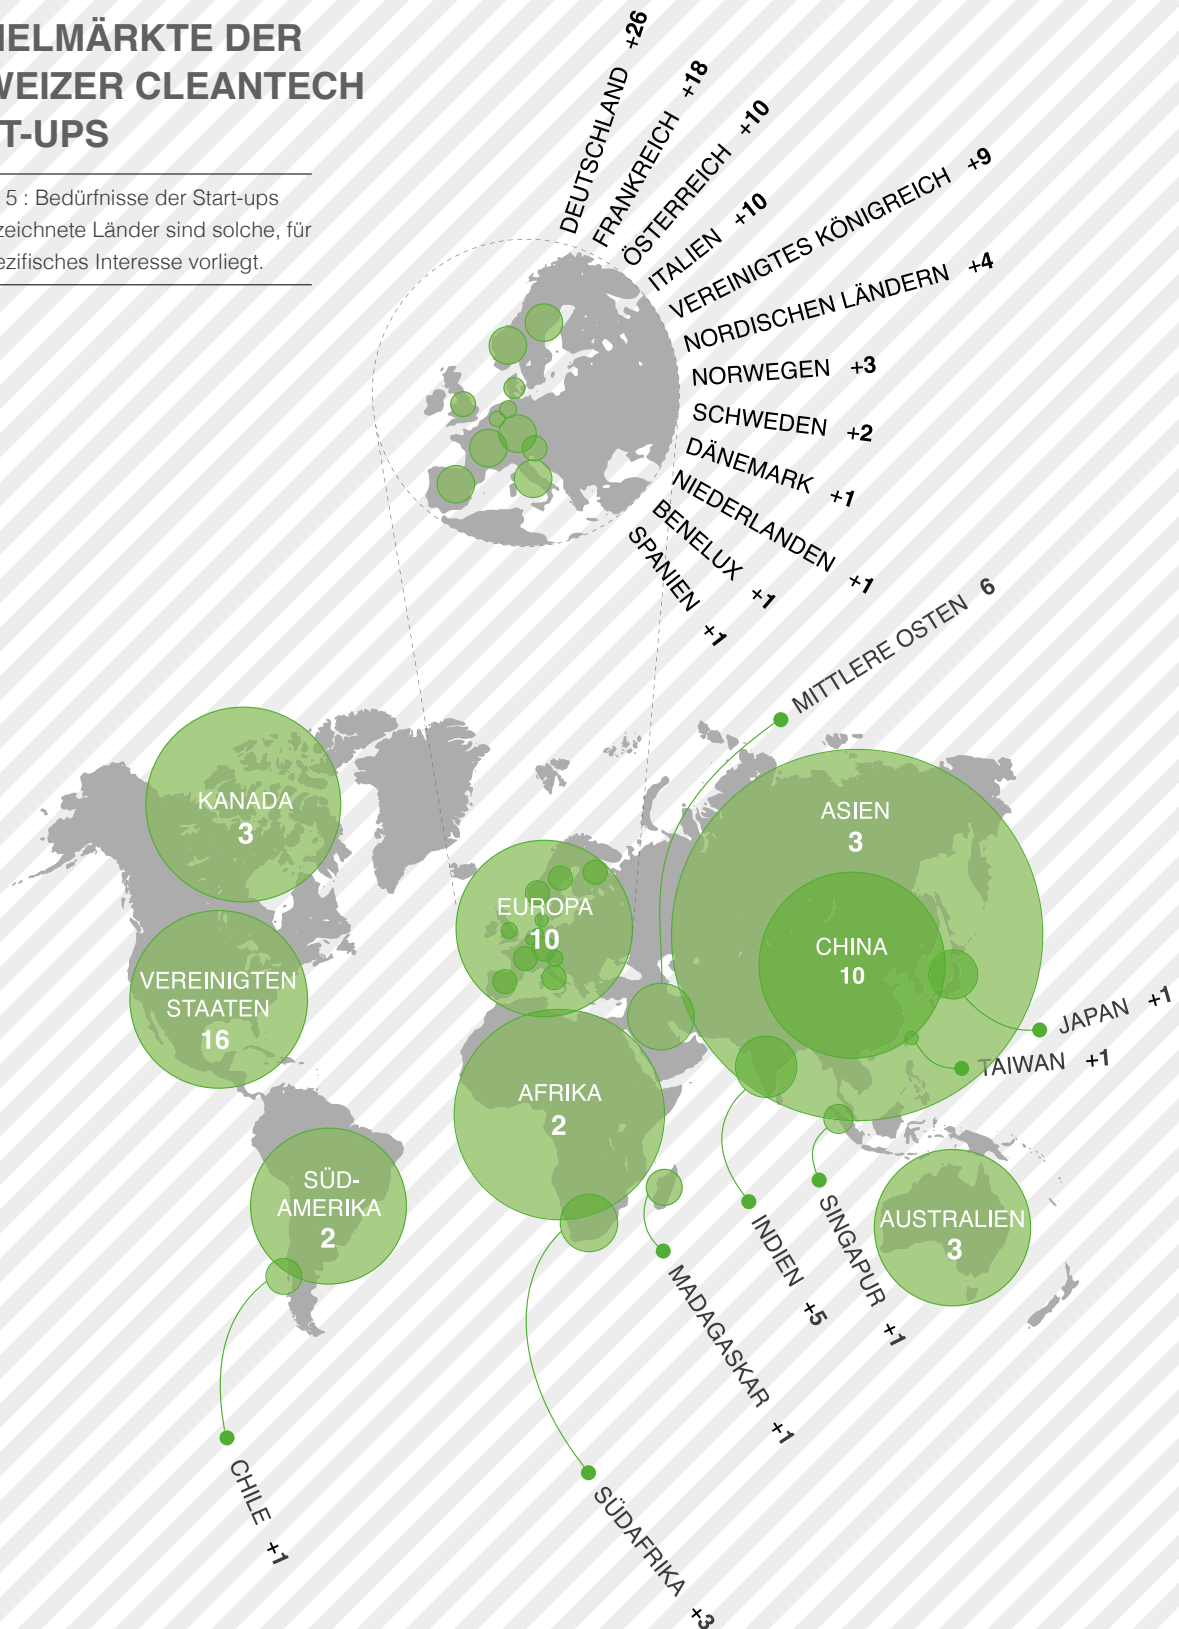 IELMÄRKTE DER
WEIZER CLEANTECH
T-UPS
5 : Bedürfnisse der Start-ups
zeichnete Länder sind solche, für
ezifisches Interesse vorliegt.
DEUTSCHLAND +26
FRANKREICH +18
ÖSTERREICH +10
ITALIEN +10
VEREINIGTES KÖNIGREICH +9
NORDISCHEN LÄNDERN +4
NORWEGEN +3
SCHWEDEN +2
DÄNEMARK +1
NIEDERLANDEN +1
BENELUX +1
SPANIEN +1
MITTLERE OSTEN 6
KANADA
3
ASIEN
3
EUROPA
10
CHINA
10
VEREINIGTEN
STAATEN
16
JAPAN +1
TAIWAN +1
AFRIKA
2
SÜD-
AMERIKA
2
AUSTRALIEN
3
INDIEN +5
SINGAPUR +1
MADAGASKAR +1
CHILE +1
SÜDAFRIKA +3